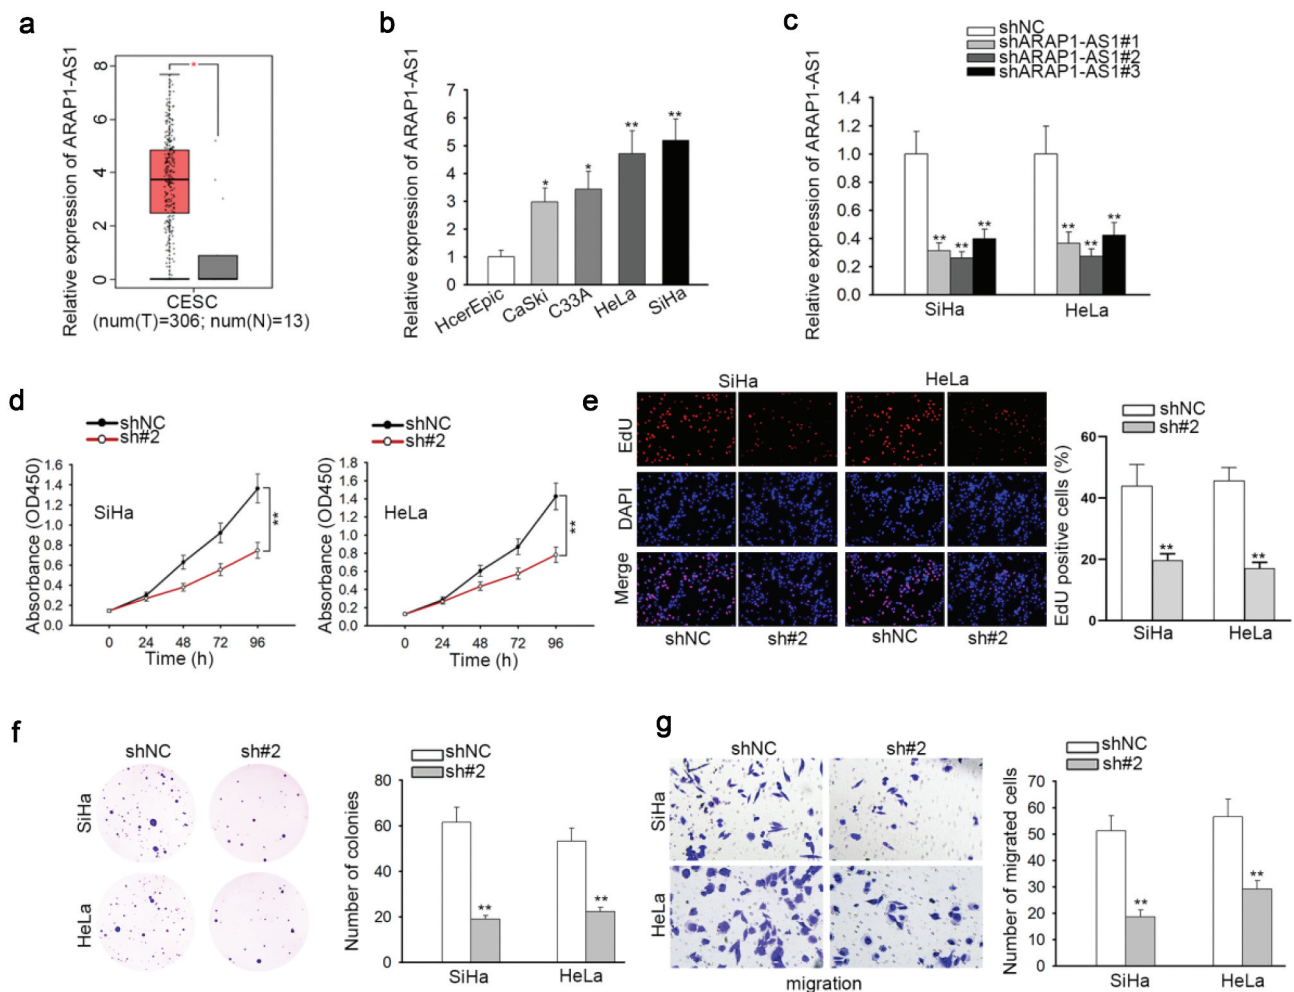 a
Relative expression of ARAP1-AS1
8
6
4
2
0
*
CESC
(num(T)=306; num(N)=13)
b
Relative expression of ARAP1-AS1
7
6
5
4
3
2
1
0
* * ** **
HcerEpic CaSki C33A HeLa SiHa
c
shNC
shARAP1-AS1#1
shARAP1-AS1#2
shARAP1-AS1#3
Relative expression of ARAP1-AS1
1.4
1.2
1.0
0.8
0.6
0.4
0.2
0.0
** ** ** ** ** **
SiHa HeLa
d
shNC
sh#2
Absorbance (OD450)
1.6
1.4
1.2
1.0
0.8
0.6
0.4
0.2
0.0
SiHa
**
0 24 48 72 96
Time (h)
shNC
sh#2
Absorbance (OD450)
1.8
1.6
1.4
1.2
1.0
0.8
0.6
0.4
0.2
0.0
HeLa
**
0 24 48 72 96
Time (h)
e
SiHa HeLa
EdU
DAPI
Merge
shNC sh#2 shNC sh#2
shNC
sh#2
EdU positive cells (%)
60
40
20
0
** **
SiHa HeLa
f
shNC sh#2
SiHa
HeLa
shNC
sh#2
Number of colonies
80
60
40
20
0
** **
SiHa HeLa
g
shNC sh#2
SiHa
HeLa
migration
shNC
sh#2
Number of migrated cells
70
60
50
40
30
20
10
0
** **
SiHa HeLa